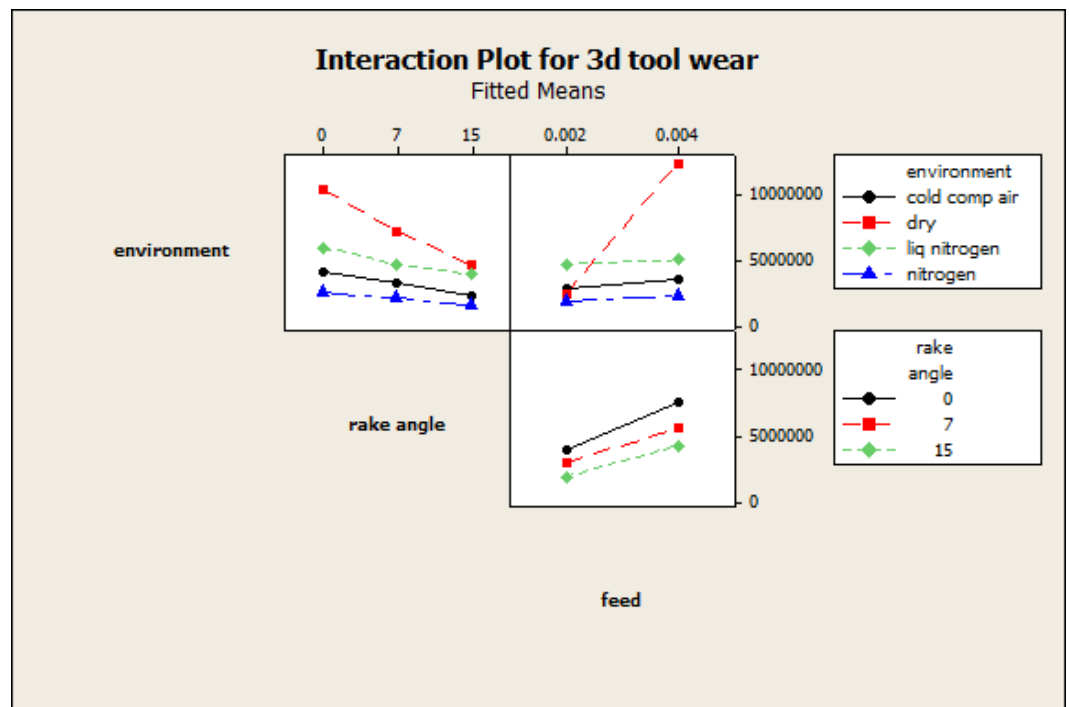 Interaction Plot for 3d tool wear
Fitted Means
0 7 15 0.002 0.004
environment
10000000
5000000
0
environment
cold comp air
dry
liq nitrogen
nitrogen
rake angle
10000000
5000000
0
rake
angle
0
7
15
feed